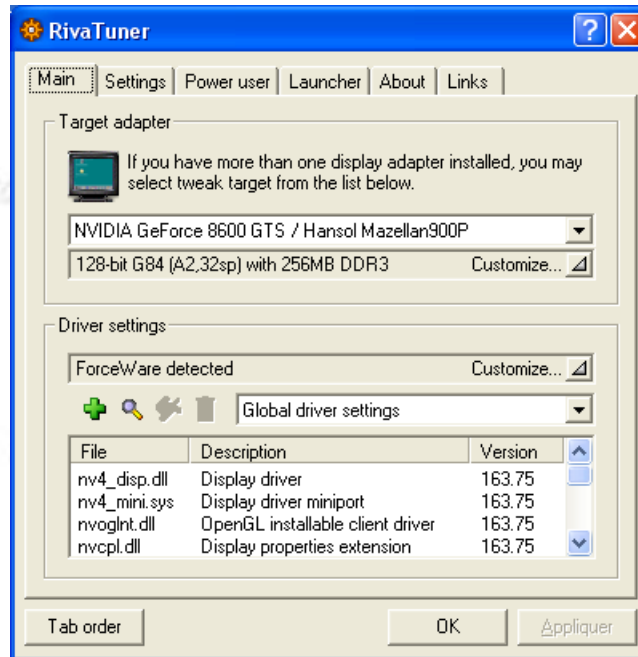 RivaTuner
Main Settings Power user Launcher About Links
Target adapter
If you have more than one display adapter installed, you may
select tweak target from the list below.
NVIDIA GeForce 8600 GTS / Hansol Mazellan900P
128-bit G84 (A2,32sp) with 256MB DDR3 Customize...
Driver settings
ForceWare detected Customize...
Global driver settings
File Description Version
nv4_disp.dll Display driver 163.75
nv4_mini.sys Display driver miniport 163.75
nvoglnt.dll OpenGL installable client driver 163.75
nvcpl.dll Display properties extension 163.75
Tab order OK Appliquer